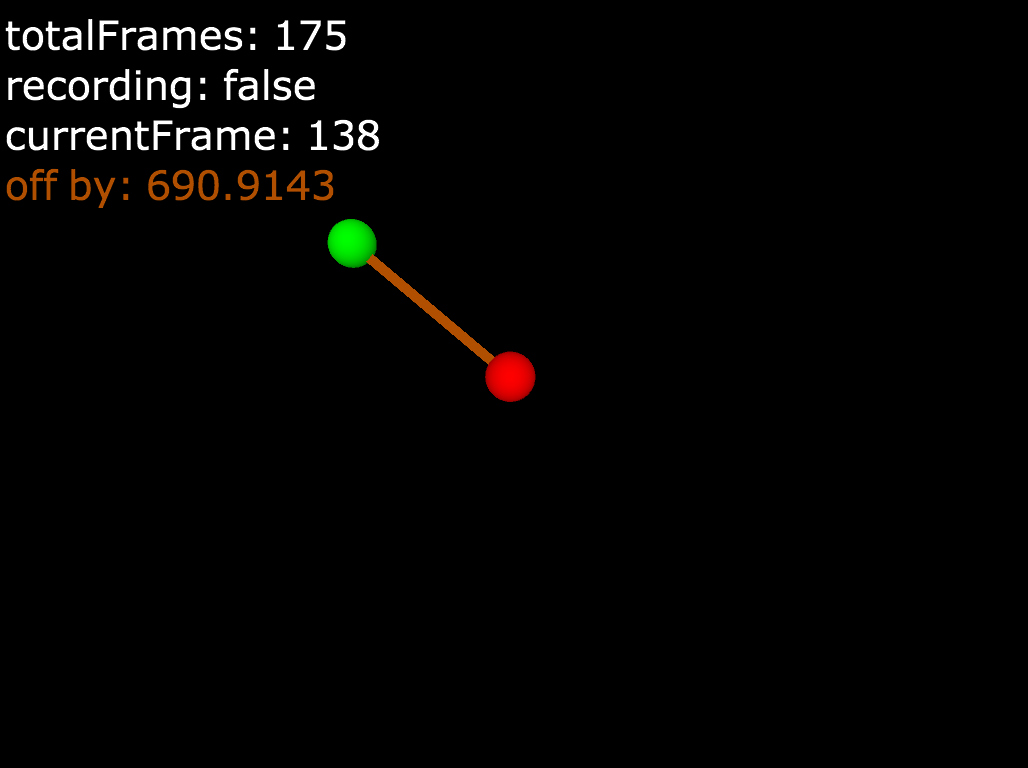 totalFrames: 175
recording: false
currentFrame: 138
off by: 690.9143